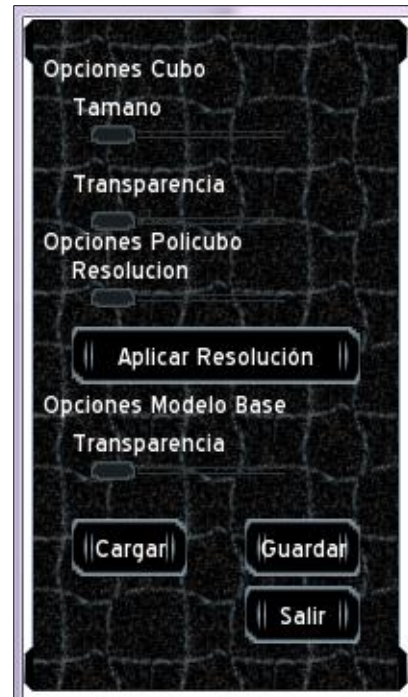 Opciones Cubo
Tamano
Transparencia
Opciones Policubo
Resolucion
Aplicar Resolución
Opciones Modelo Base
Transparencia
Cargar Guardar
Salir